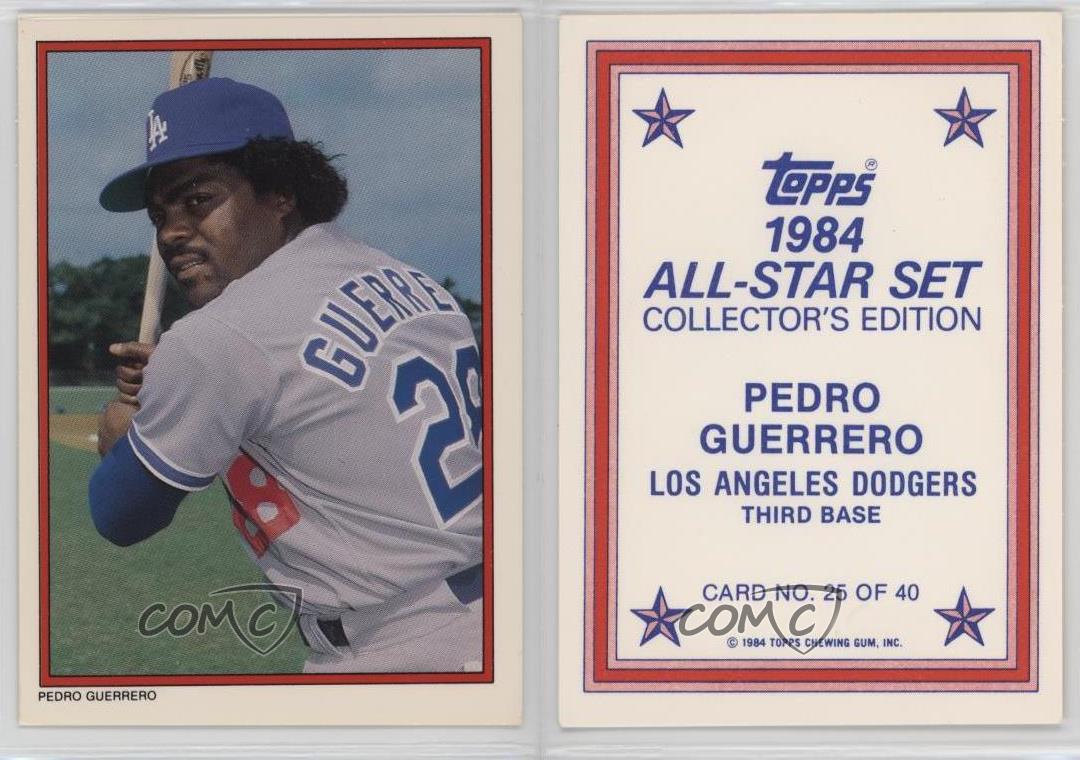 LA
GUERRE
28
8
PEDRO GUERRERO
COMC
TOPPS®
1984
ALL-STAR SET
COLLECTOR'S EDITION
PEDRO
GUERRERO
LOS ANGELES DODGERS
THIRD BASE
CARD NO. 25 OF 40
COMC
© 1984 TOPPS CHEWING GUM, INC.